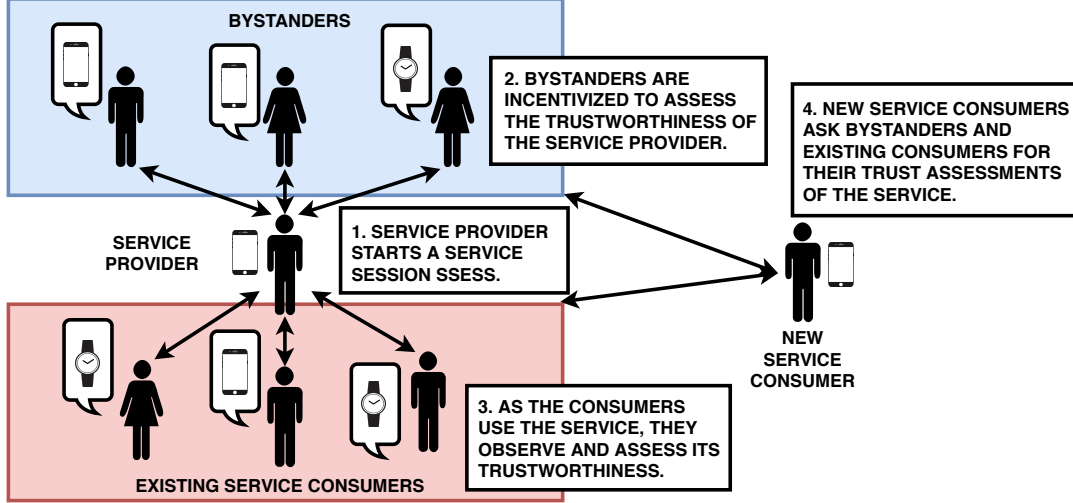 BYSTANDERS
2. BYSTANDERS ARE
INCENTIVIZED TO ASSESS
THE TRUSTWORTHINESS OF
THE SERVICE PROVIDER.
4. NEW SERVICE CONSUMERS
ASK BYSTANDERS AND
EXISTING CONSUMERS FOR
THEIR TRUST ASSESSMENTS
OF THE SERVICE.
SERVICE
PROVIDER
1. SERVICE PROVIDER
STARTS A SERVICE
SESSION SSESS.
NEW
SERVICE
CONSUMER
3. AS THE CONSUMERS
USE THE SERVICE, THEY
OBSERVE AND ASSESS ITS
TRUSTWORTHINESS.
EXISTING SERVICE CONSUMERS